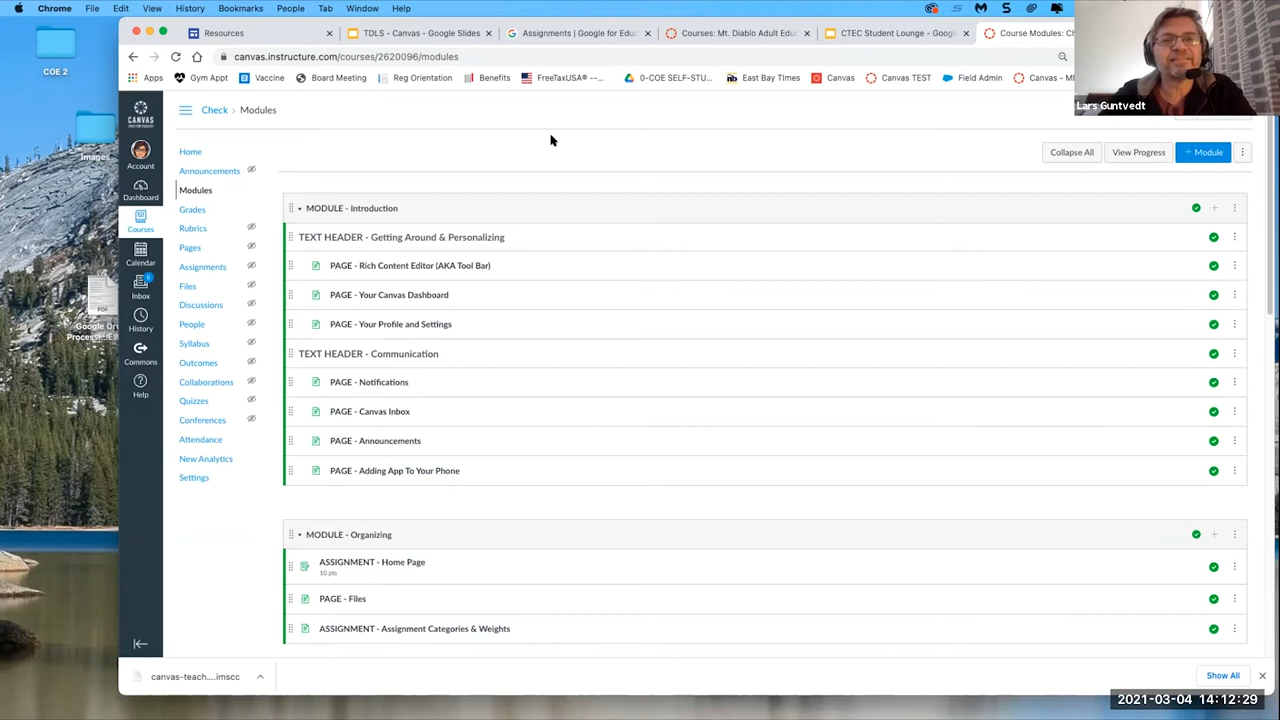 Chrome File Edit View History Bookmarks People Tab Window Help
COE 2
Images
Resources
TDLS - Canvas - Google Slides
Assignments | Google for Edu
Courses: Mt. Diablo Adult Edu
CTEC Student Lounge - Googl
Course Modules: Ch
canvas.instructure.com/courses/2620096/modules
Apps Gym Appt Vaccine Board Meeting Reg Orientation Benefits FreeTaxUSA® --... 0-COE SELF-STU... East Bay Times Canvas Canvas TEST Field Admin
Lars Guntvedt
CANVAS
Account
Dashboard
Courses
Calendar
Inbox
History
Commons
Help
Check > Modules
Home
Announcements
Modules
Grades
Rubrics
Pages
Assignments
Files
Discussions
People
Syllabus
Outcomes
Collaborations
Quizzes
Conferences
Attendance
New Analytics
Settings
Collapse All View Progress + Module
MODULE - Introduction
TEXT HEADER - Getting Around & Personalizing
PAGE - Rich Content Editor (AKA Tool Bar)
PAGE - Your Canvas Dashboard
PAGE - Your Profile and Settings
TEXT HEADER - Communication
PAGE - Notifications
PAGE - Canvas Inbox
PAGE - Announcements
PAGE - Adding App To Your Phone
MODULE - Organizing
ASSIGNMENT - Home Page
10 pts
PAGE - Files
ASSIGNMENT - Assignment Categories & Weights
canvas-teach....imscc
Show All
2021-03-04 14:12:29